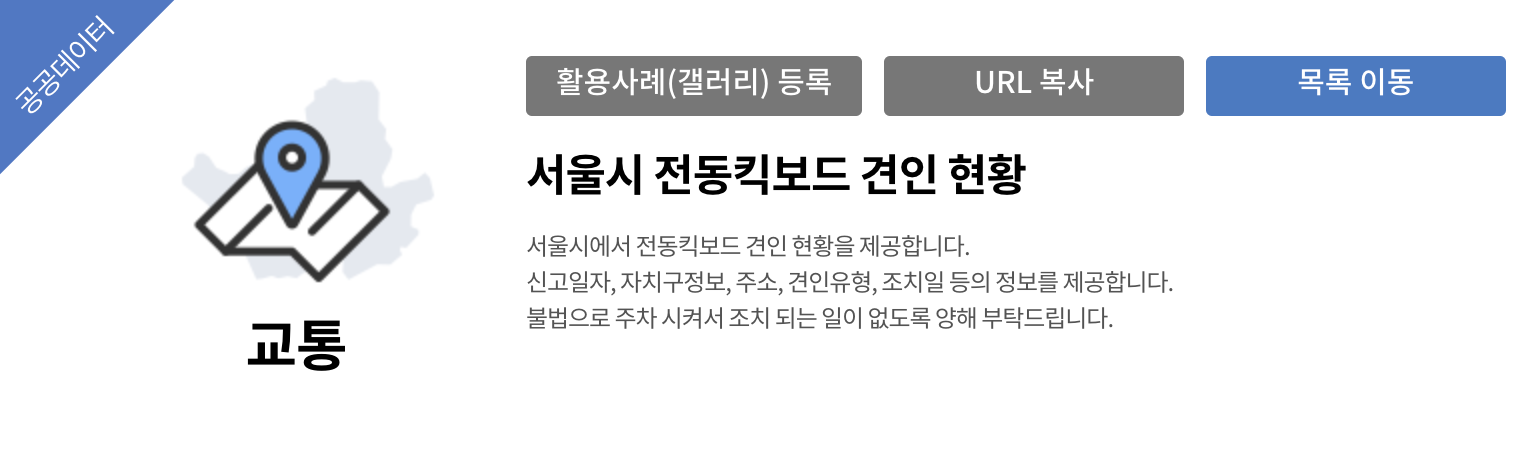 공공데이터
교통
활용사례(갤러리) 등록
URL 복사
목록 이동
서울시 전동킥보드 견인 현황
서울시에서 전동킥보드 견인 현황을 제공합니다.
신고일자, 자치구정보, 주소, 견인유형, 조치일 등의 정보를 제공합니다.
불법으로 주차 시켜서 조치 되는 일이 없도록 양해 부탁드립니다.